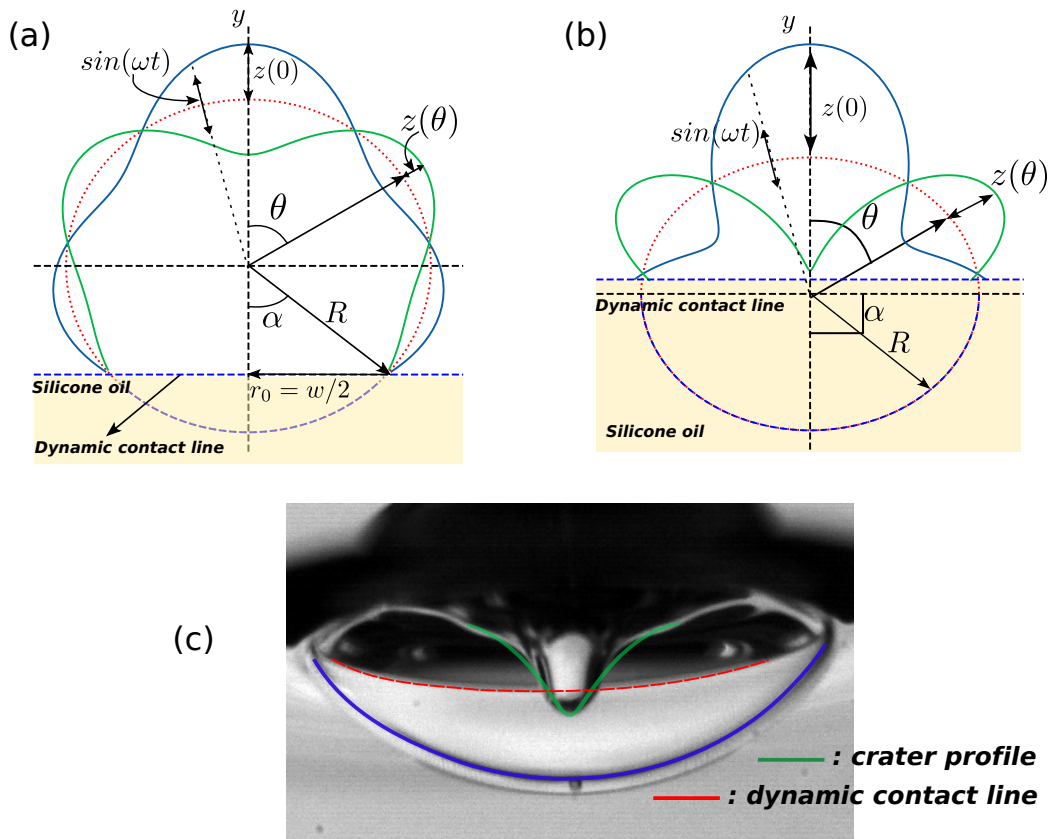 (a)
y
sin(ωt)
z(0)
z(θ)
θ
α
R
Silicone oil
r₀ = w/2
Dynamic contact line
(b)
y
z(0)
sin(ωt)
z(θ)
θ
Dynamic contact line
α
R
Silicone oil
(c)
: crater profile
: dynamic contact line